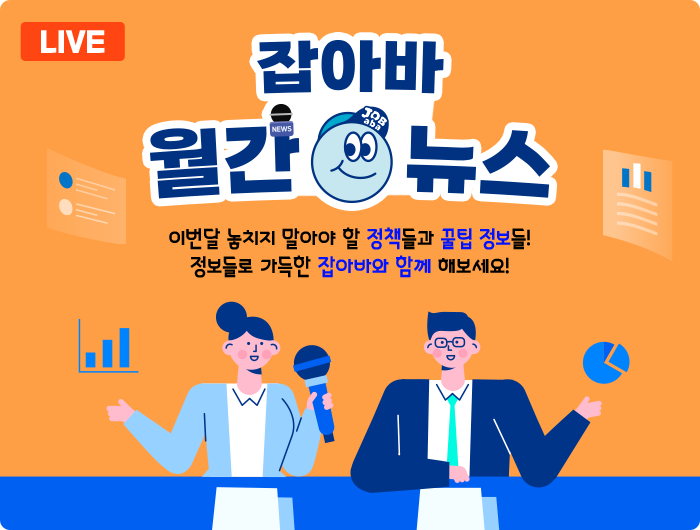 LIVE
잡아바
월간 뉴스
NEWS
JOB
aba
이번달 놓치지 말아야 할 정책들과 꿀팁 정보들!
정보들로 가득한 잡아바와 함께 해보세요!